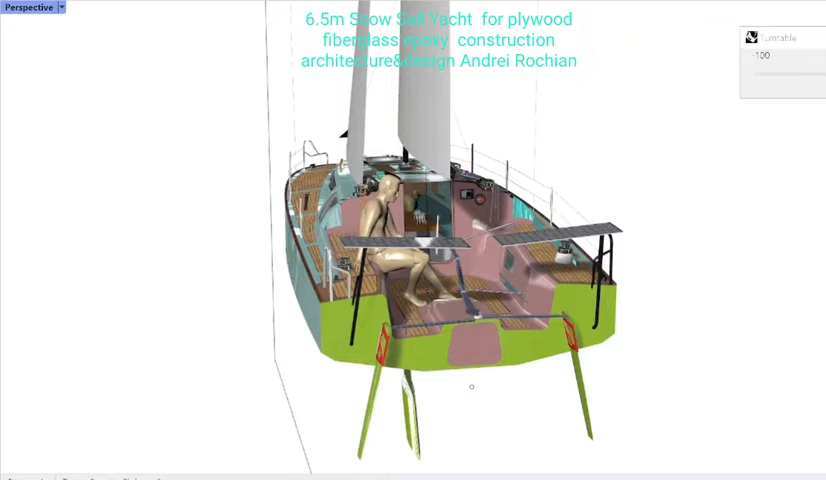 Perspective
6.5m Scow Sail Yacht for plywood
fiberglass epoxy construction
architecture&design Andrei Rochian
Turntable
-100